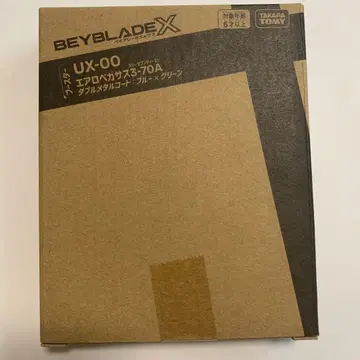 BEYBLADE X
ベイブレードエックス
対象年齢
6才以上
TAKARA
TOMY
ブースター
UX-00
エアロペガサス3-70A
ダブルメタルコート：ブルー×グリーン